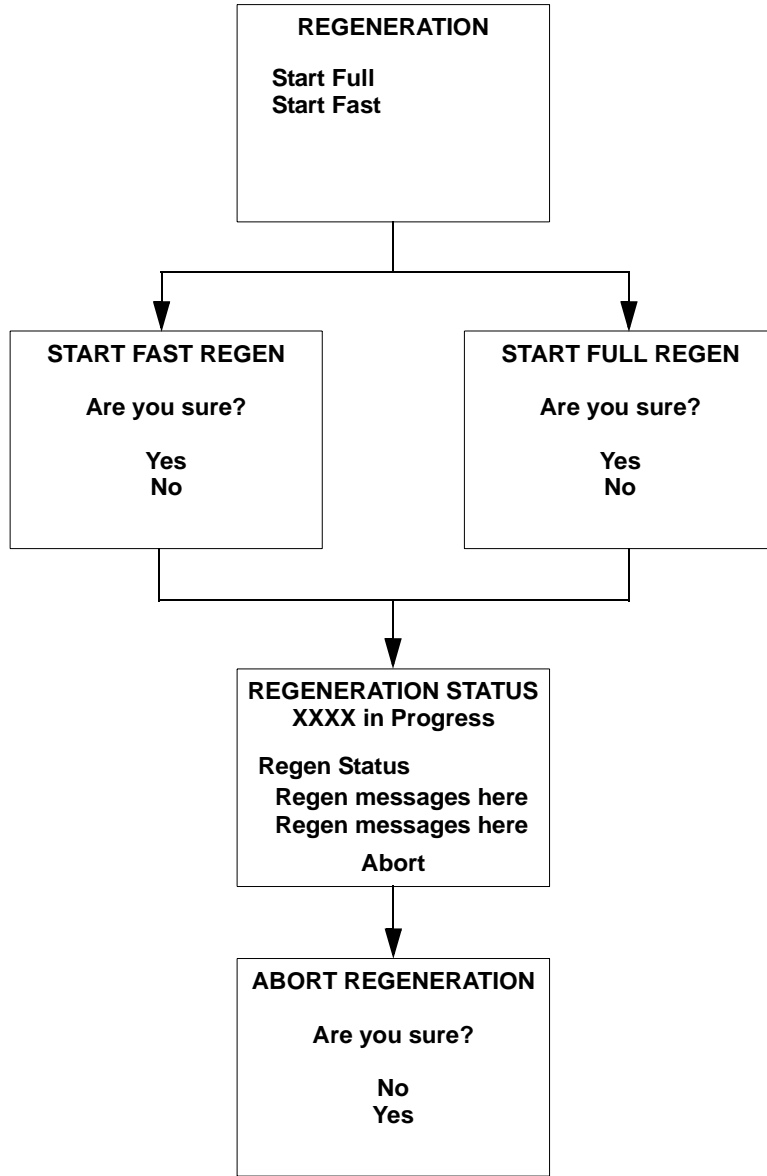 REGENERATION
Start Full
Start Fast
START FAST REGEN
Are you sure?
Yes
No
START FULL REGEN
Are you sure?
Yes
No
REGENERATION STATUS
XXXX in Progress
Regen Status
Regen messages here
Regen messages here
Abort
ABORT REGENERATION
Are you sure?
No
Yes